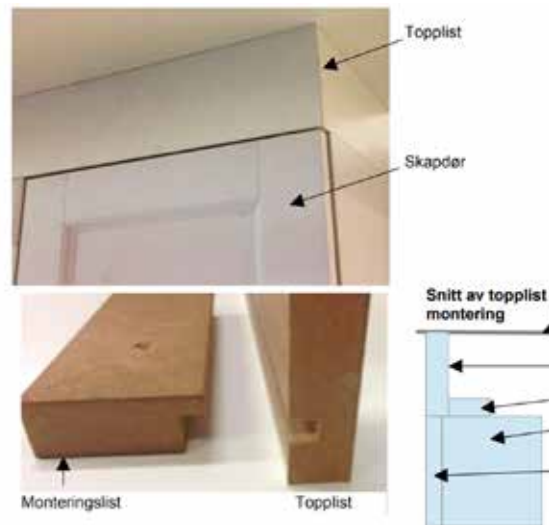 Topplist
Skapdør
Snitt av topplist
montering
Monteringslist
Topplist